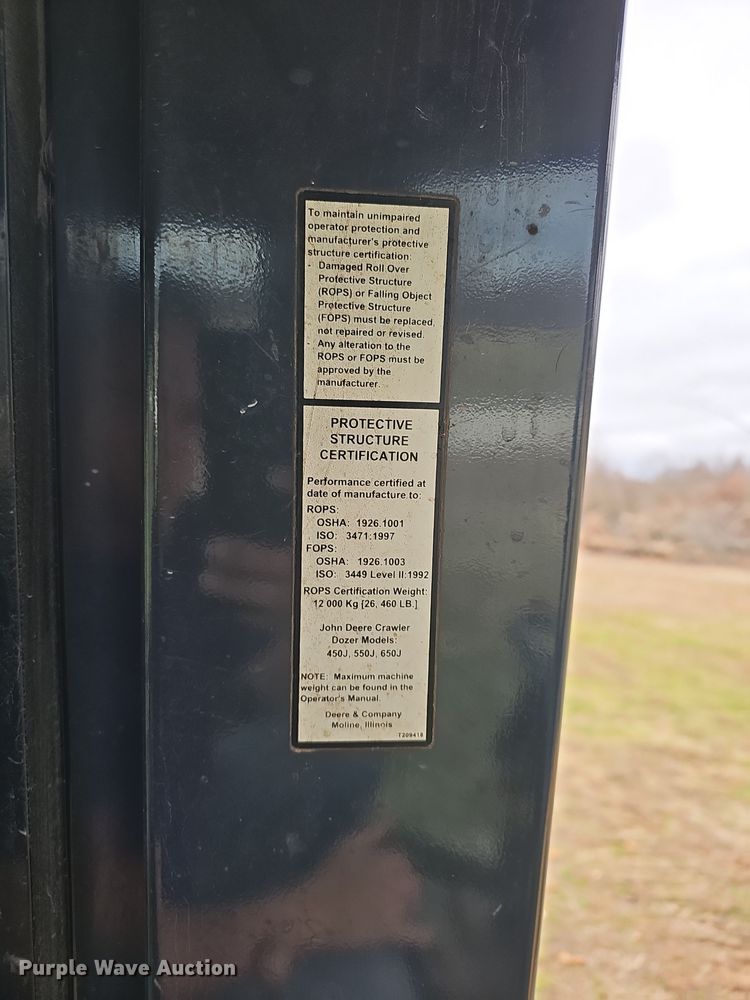 To maintain unimpaired
operator protection and
manufacturer's protective
structure certification:
- Damaged Roll Over
Protective Structure
(ROPS) or Falling Object
Protective Structure
(FOPS) must be replaced,
not repaired or revised.
- Any alteration to the
ROPS or FOPS must be
approved by the
manufacturer.
PROTECTIVE
STRUCTURE
CERTIFICATION
Performance certified at
date of manufacture to:
ROPS:
OSHA: 1926.1001
ISO: 3471:1997
FOPS:
OSHA: 1926.1003
ISO: 3449 Level II:1992
ROPS Certification Weight:
12 000 Kg [26, 460 LB.]
John Deere Crawler
Dozer Models:
450J, 550J, 650J
NOTE: Maximum machine
weight can be found in the
Operator's Manual.
Deere & Company
Moline, Illinois
T209418
Purple Wave Auction